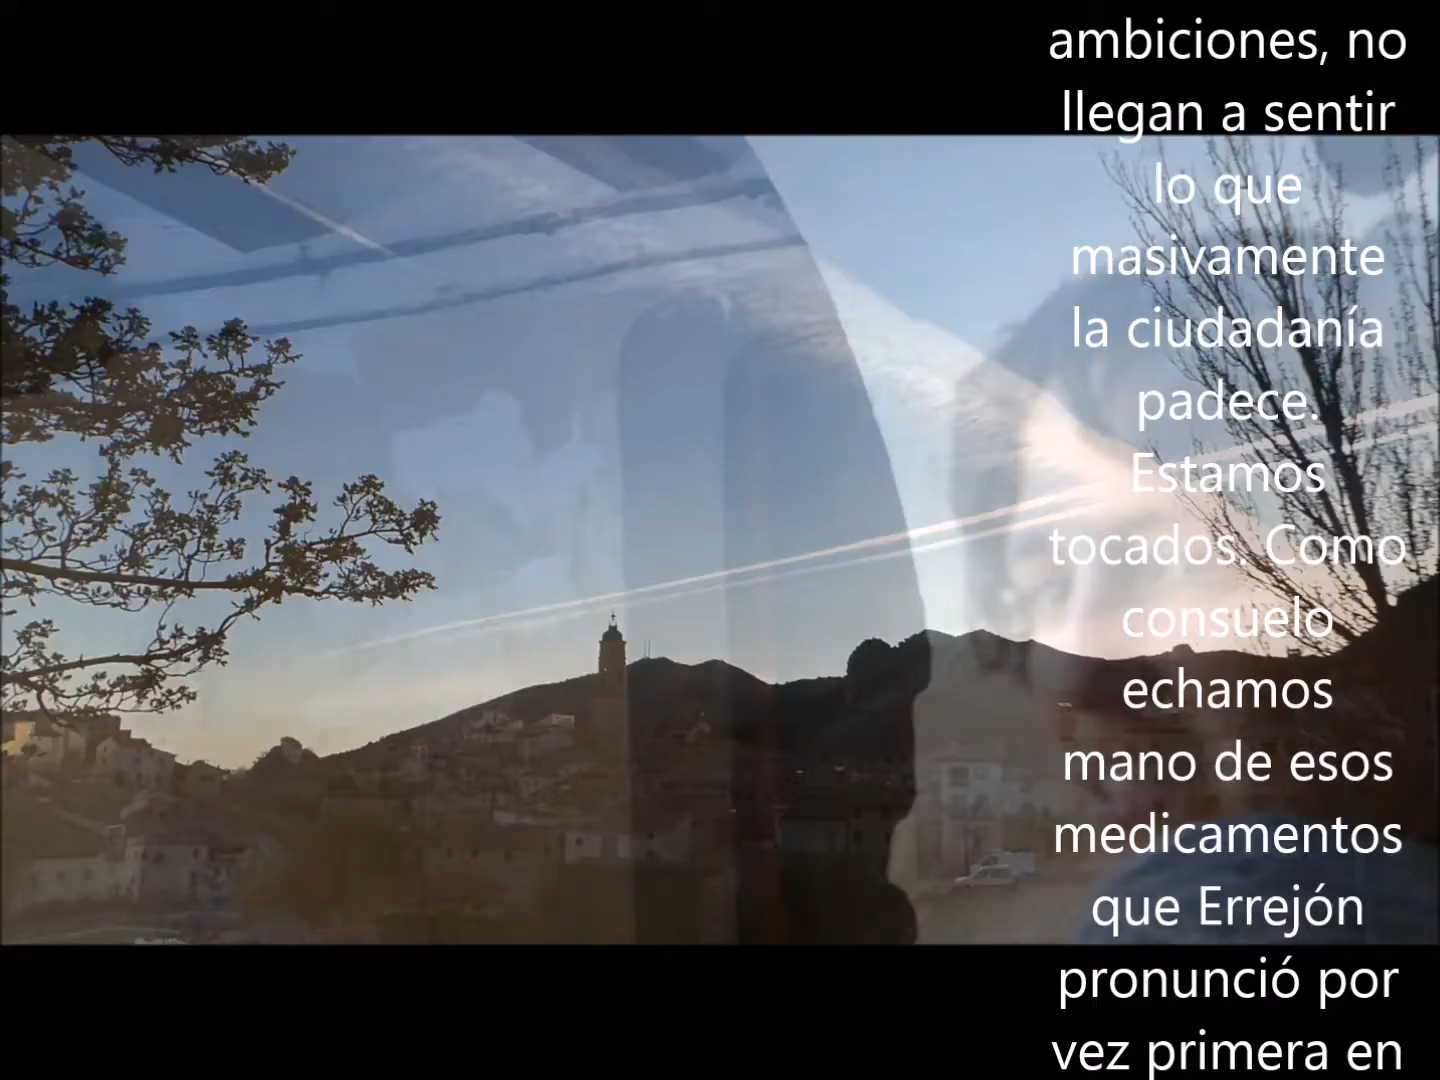 ambiciones, no
llegan a sentir
lo que
masivamente
la ciudadanía
padece.
Estamos
tocados. Como
consuelo
echamos
mano de esos
medicamentos
que Errejón
pronunció por
vez primera en